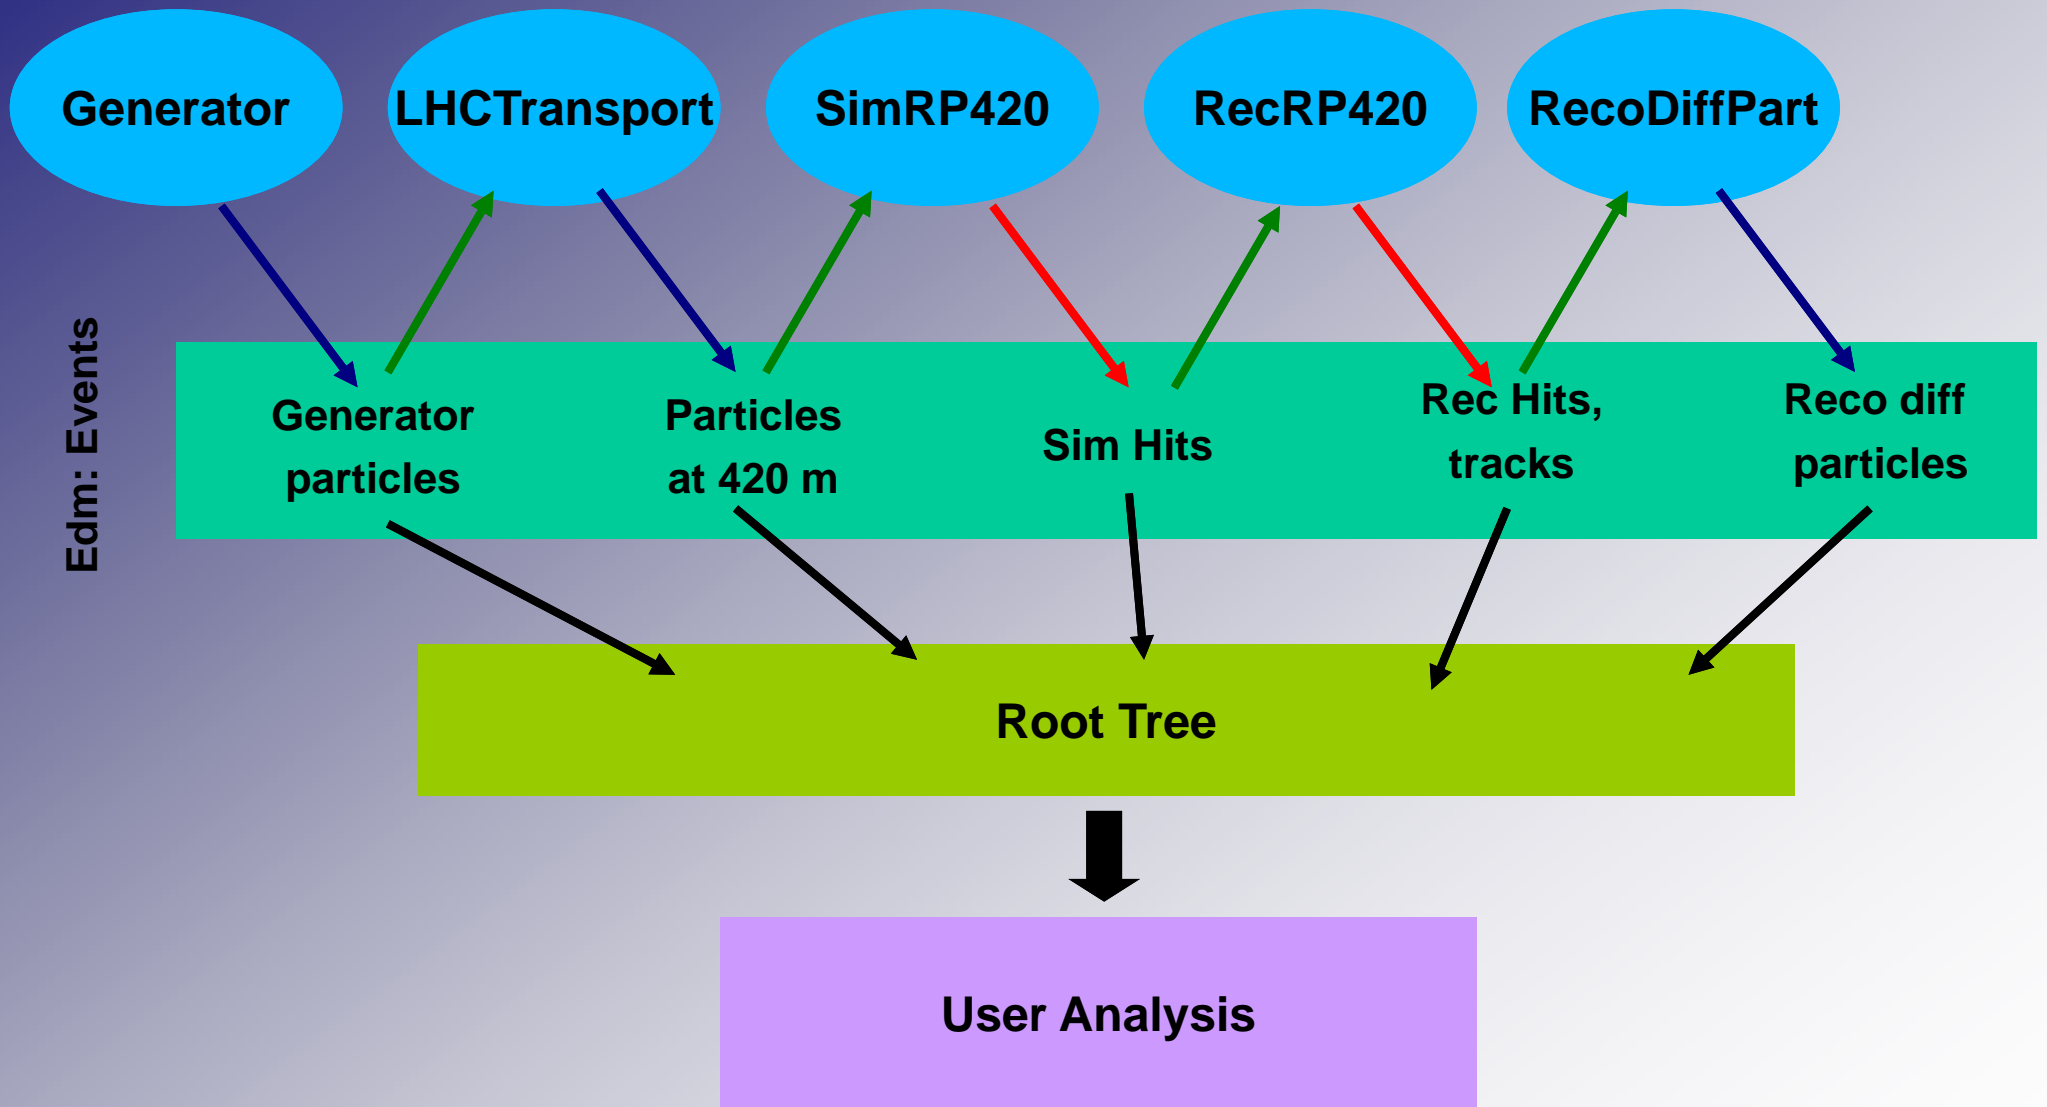 Generator
LHCTransport
SimRP420
RecRP420
RecoDiffPart
Edm: Events
Generator
particles
Particles
at 420 m
Sim Hits
Rec Hits,
tracks
Reco diff
particles
Root Tree
User Analysis